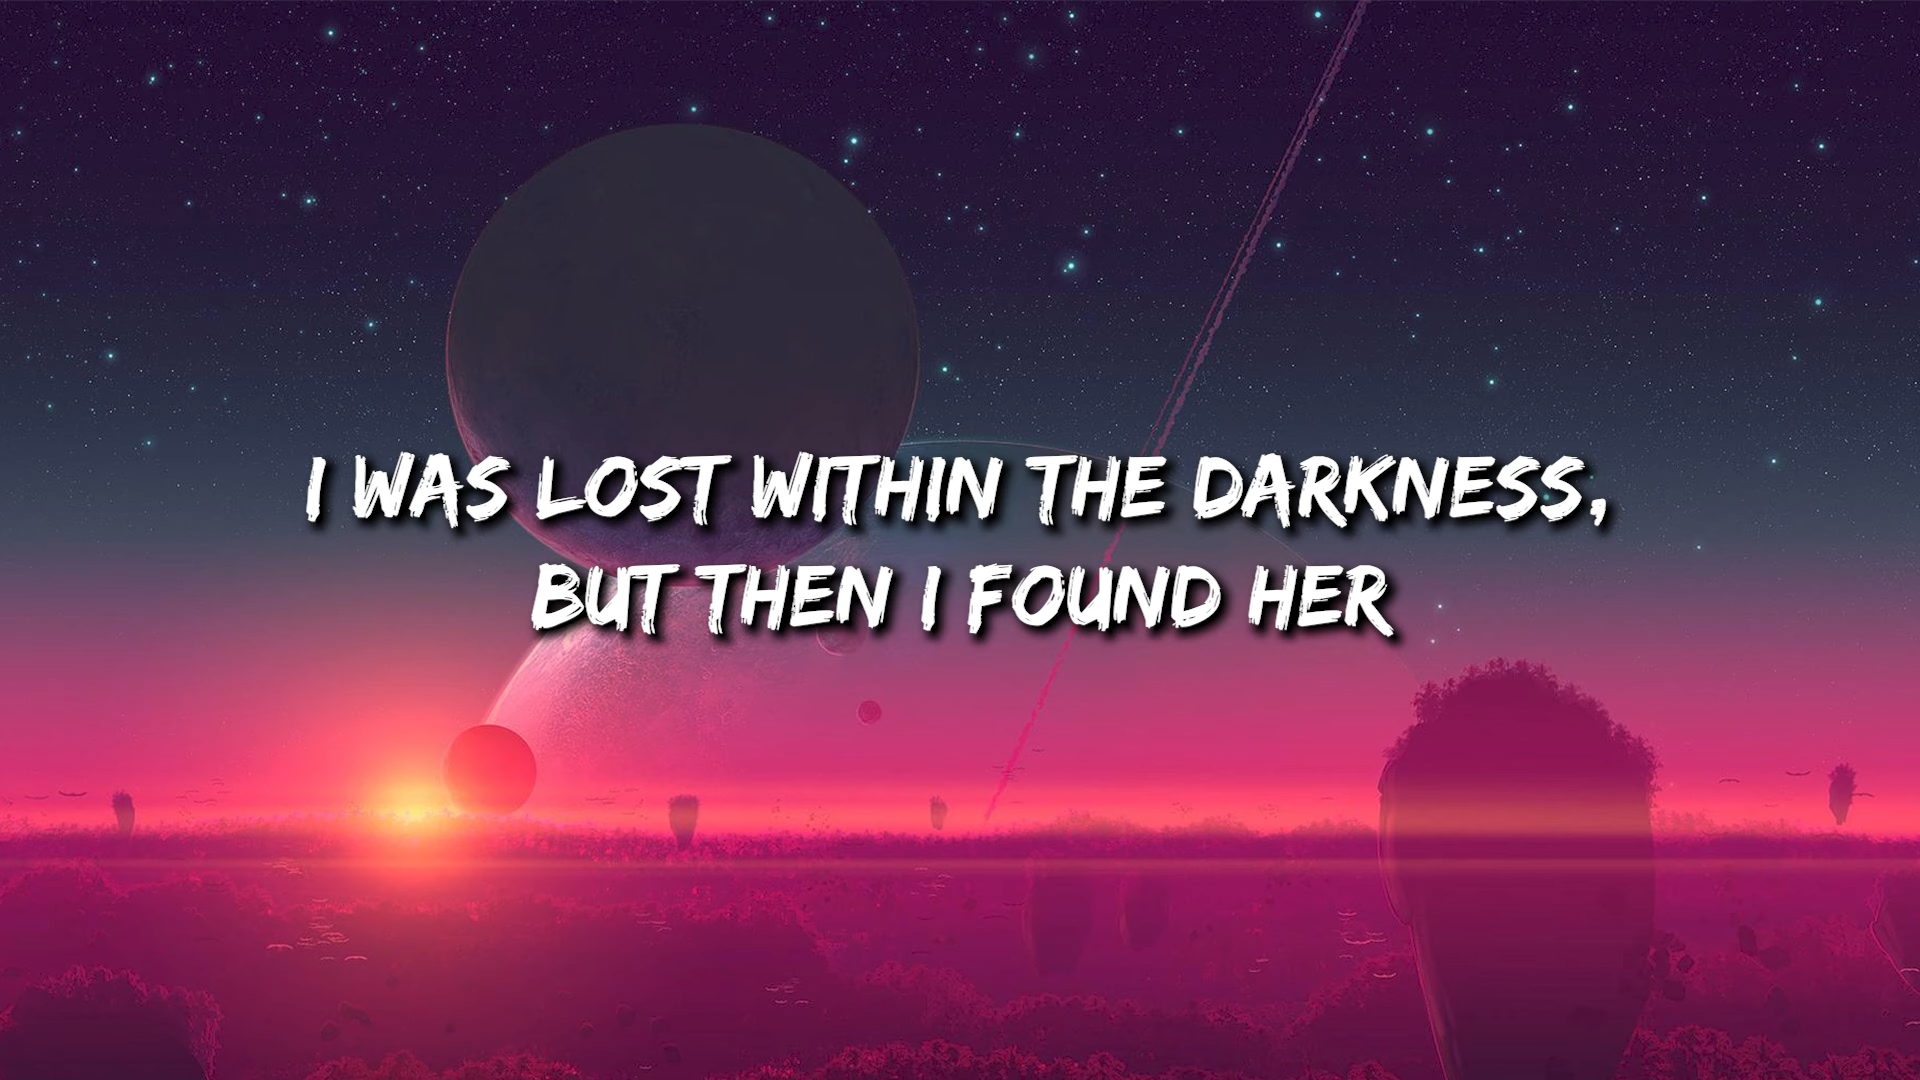 I WAS LOST WITHIN THE DARKNESS,
BUT THEN I FOUND HER